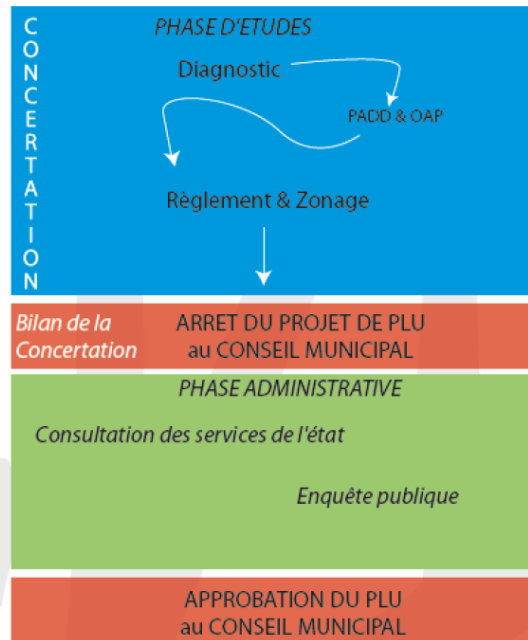 CONCERTATION
PHASE D'ETUDES
Diagnostic
PADD & OAP
Règlement & Zonage
Bilan de la
Concertation
ARRET DU PROJET DE PLU
au CONSEIL MUNICIPAL
PHASE ADMINISTRATIVE
Consultation des services de l'état
Enquête publique
APPROBATION DU PLU
au CONSEIL MUNICIPAL